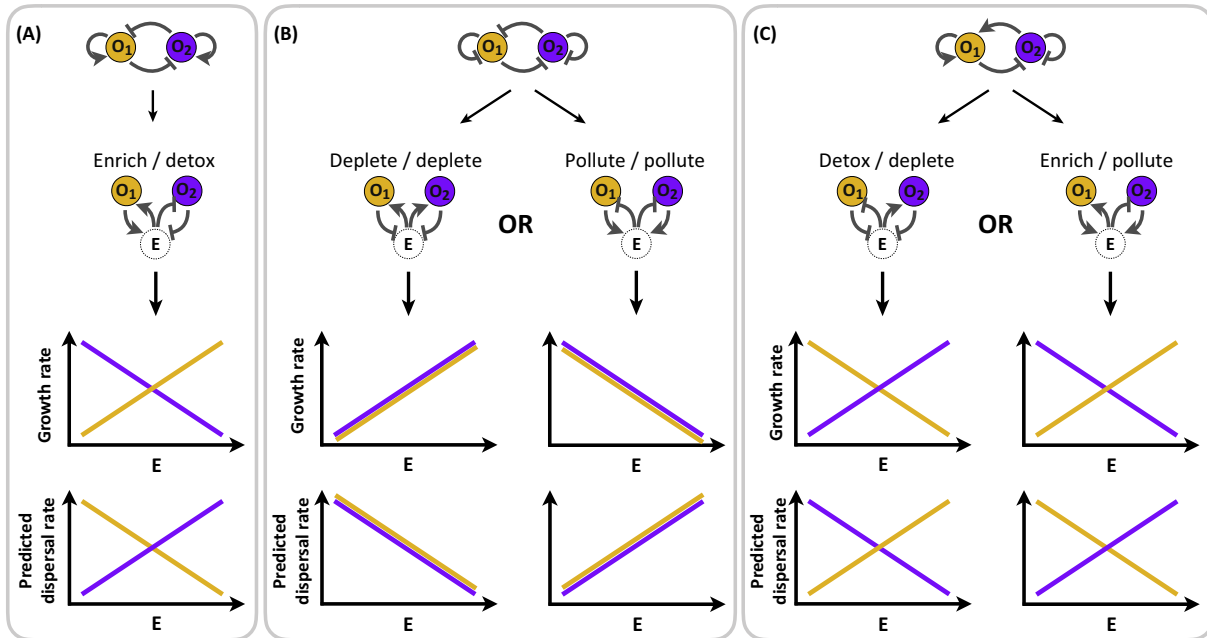 (A)
O1
O2
Enrich / detox
O1
O2
E
Growth rate
E
Predicted
dispersal rate
E
(B)
O1
O2
Deplete / deplete
Pollute / pollute
O1
O2
E
OR
O1
O2
E
Growth rate
E
E
Predicted
dispersal rate
E
E
(C)
O1
O2
Detox / deplete
Enrich / pollute
O1
O2
E
OR
O1
O2
E
Growth rate
E
E
Predicted
dispersal rate
E
E